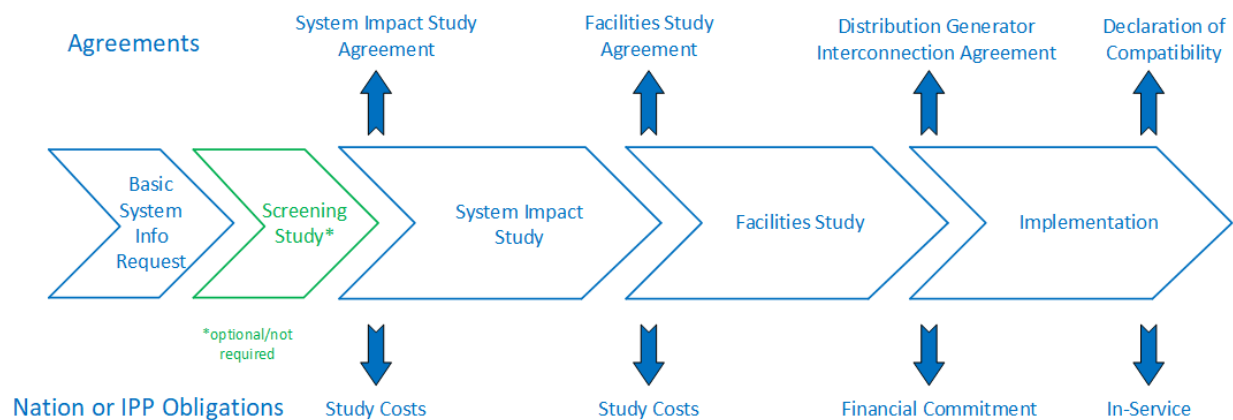 Agreements
System Impact Study
Agreement
Facilities Study
Agreement
Distribution Generator
Interconnection Agreement
Declaration of
Compatibility
Basic
System
Info
Request
Screening
Study*
System Impact
Study
Facilities Study
Implementation
*optional/not
required
Nation or IPP Obligations
Study Costs
Study Costs
Financial Commitment
In-Service